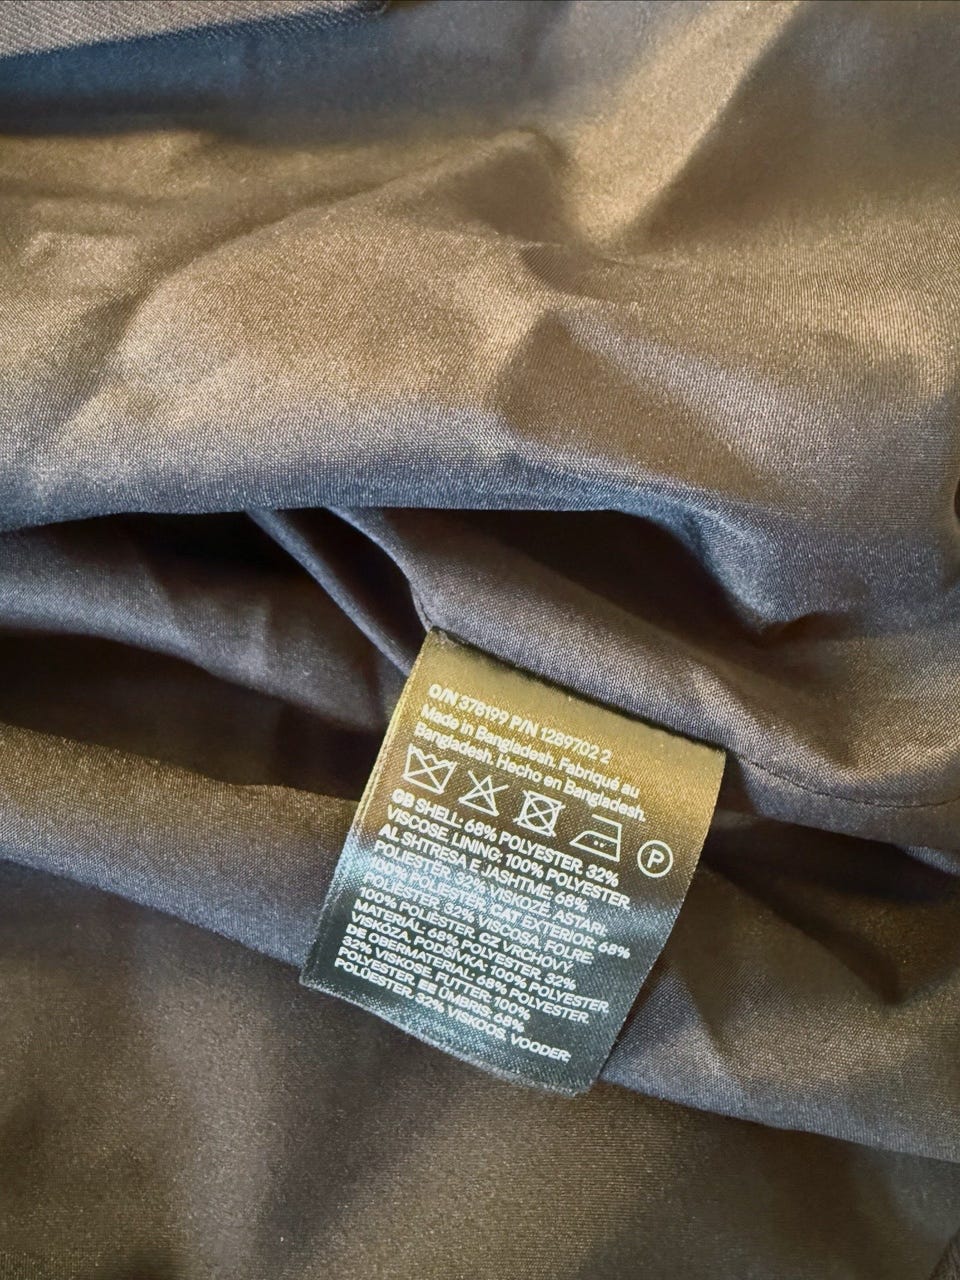 O/N 378199 P/N 1289702 2
Made in Bangladesh. Fabriqué au
Bangladesh. Hecho en Bangladesh.
P
GB SHELL: 68% POLYESTER. 32%
VISCOSE. LINING: 100% POLYESTER.
AL SHTRESA E JASHTME: 68%
POLIESTER. 32% VISKOZE. ASTARI:
100% POLIESTER. CAT EXTERIOR: 68%
POLIÈSTER. 32% VISCOSA. FOLRE:
100% POLIÈSTER. CZ VRCHOVÝ
MATERIÁL: 68% POLYESTER. 32%
VISKÓZA. PODŠÍVKA: 100% POLYESTER.
DE OBERMATERIAL: 68% POLYESTER.
32% VISKOSE. FUTTER: 100%
POLYESTER. EE ÜMBRIS: 68%
POLÜESTER. 32% VISKOOS. VOODER: